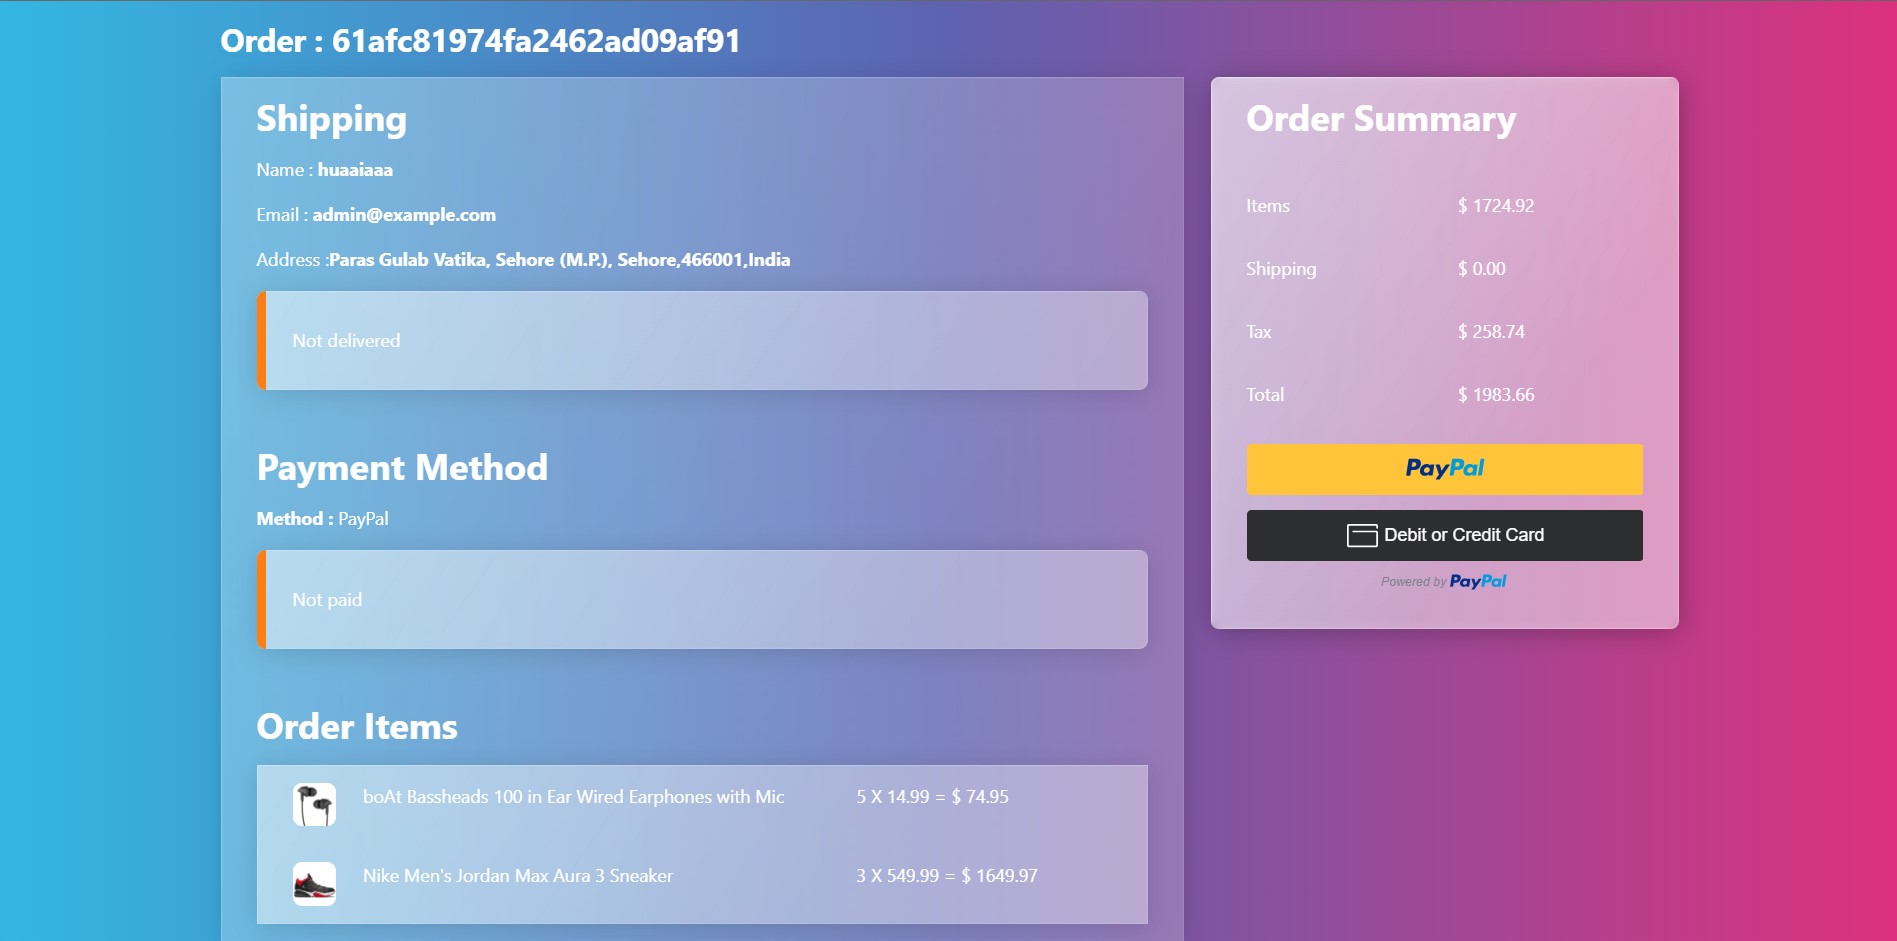 Order : 61afc81974fa2462ad09af91
Shipping
Name : huaaiaaa
Email : admin@example.com
Address :Paras Gulab Vatika, Sehore (M.P.), Sehore,466001,India
Not delivered
Payment Method
Method : PayPal
Not paid
Order Items
boAt Bassheads 100 in Ear Wired Earphones with Mic 5 X 14.99 = $ 74.95
Nike Men's Jordan Max Aura 3 Sneaker 3 X 549.99 = $ 1649.97
Order Summary
Items $ 1724.92
Shipping $ 0.00
Tax $ 258.74
Total $ 1983.66
PayPal
Debit or Credit Card
Powered by PayPal